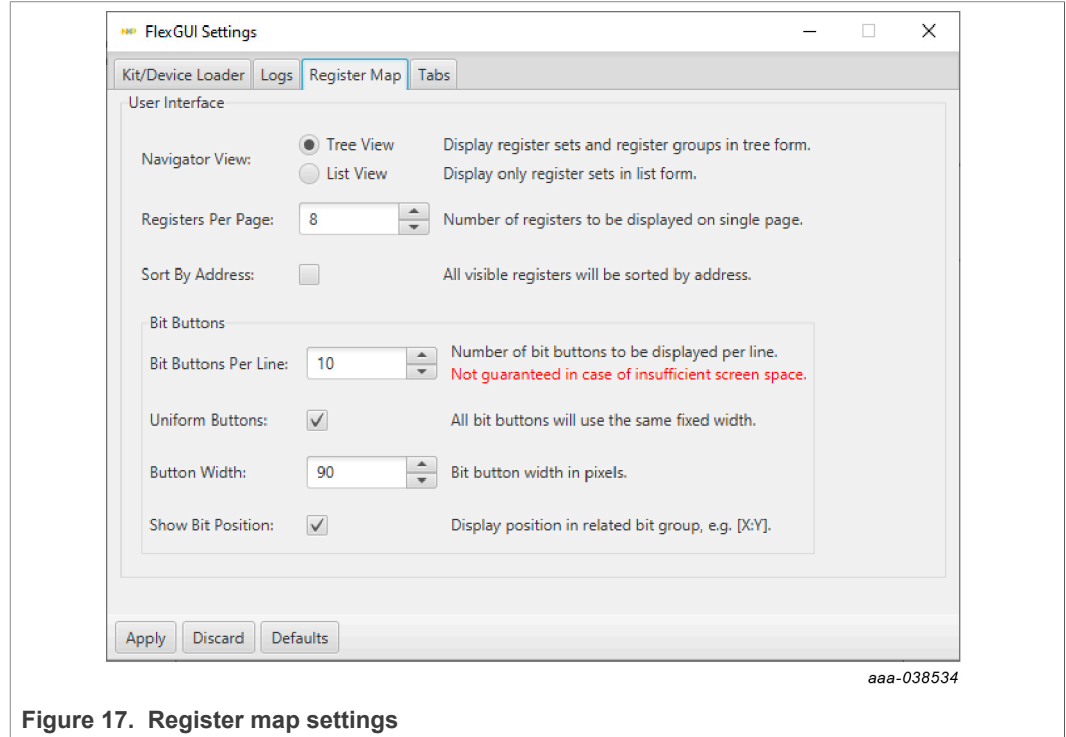 NXP FlexGUI Settings
Kit/Device Loader Logs Register Map Tabs
User Interface
Navigator View:
Tree View Display register sets and register groups in tree form.
List View Display only register sets in list form.
Registers Per Page: 8 Number of registers to be displayed on single page.
Sort By Address: All visible registers will be sorted by address.
Bit Buttons
Bit Buttons Per Line: 10 Number of bit buttons to be displayed per line.
Not guaranteed in case of insufficient screen space.
Uniform Buttons: All bit buttons will use the same fixed width.
Button Width: 90 Bit button width in pixels.
Show Bit Position: Display position in related bit group, e.g. [X:Y].
Apply Discard Defaults
aaa-038534
Figure 17. Register map settings